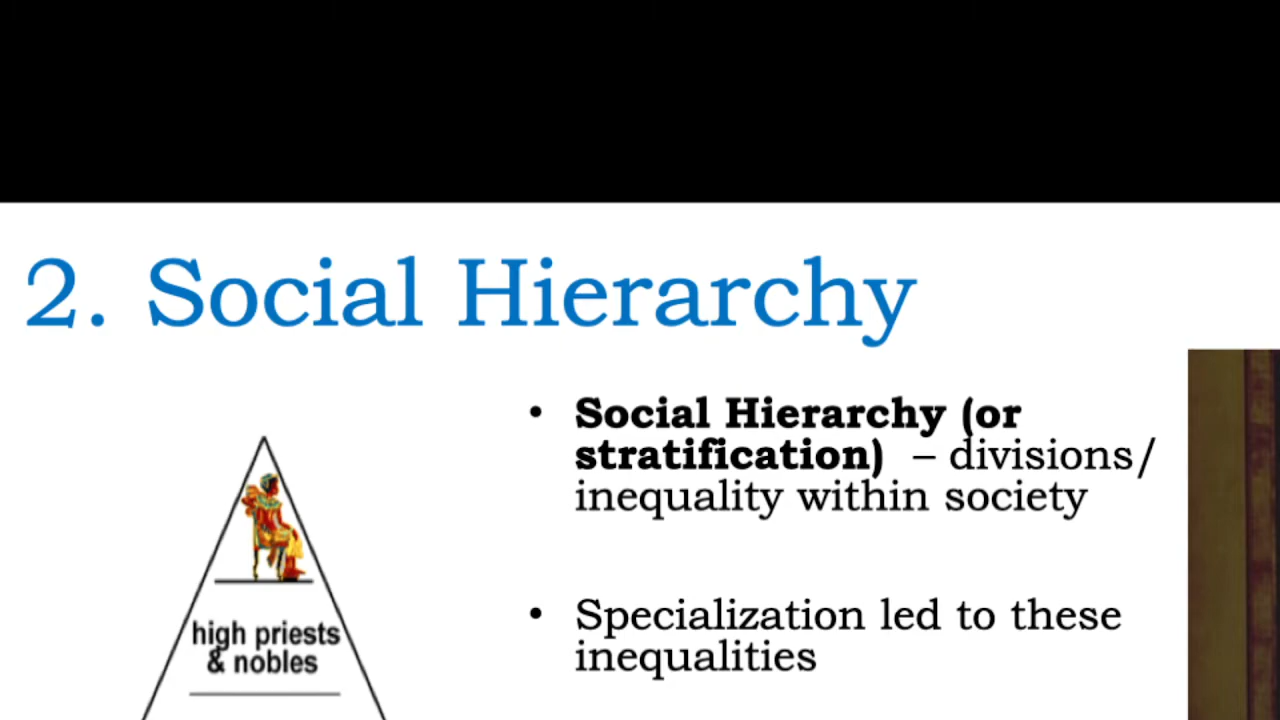 2. Social Hierarchy
high priests
& nobles
• Social Hierarchy (or
stratification) – divisions/
inequality within society
• Specialization led to these
inequalities